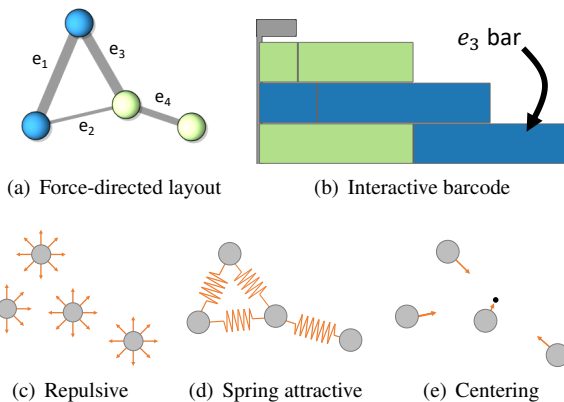 e₁
e₃
e₂
e₄
e₃ bar
(a) Force-directed layout
(b) Interactive barcode
(c) Repulsive
(d) Spring attractive
(e) Centering